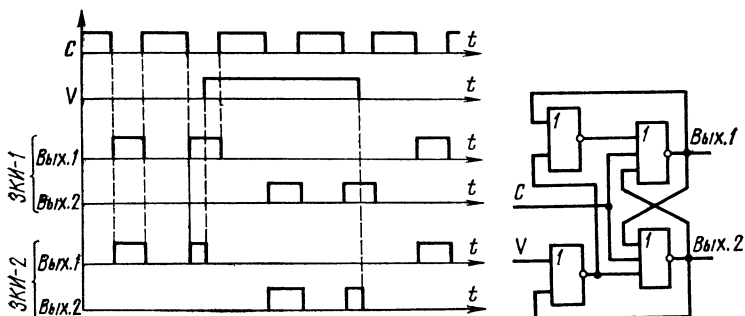 C t
V t
ЗКИ-1
Вых.1 t
Вых.2 t
ЗКИ-2
Вых.1 t
Вых.2 t
1 1 Вых.1
C
V 1 1 Вых.2